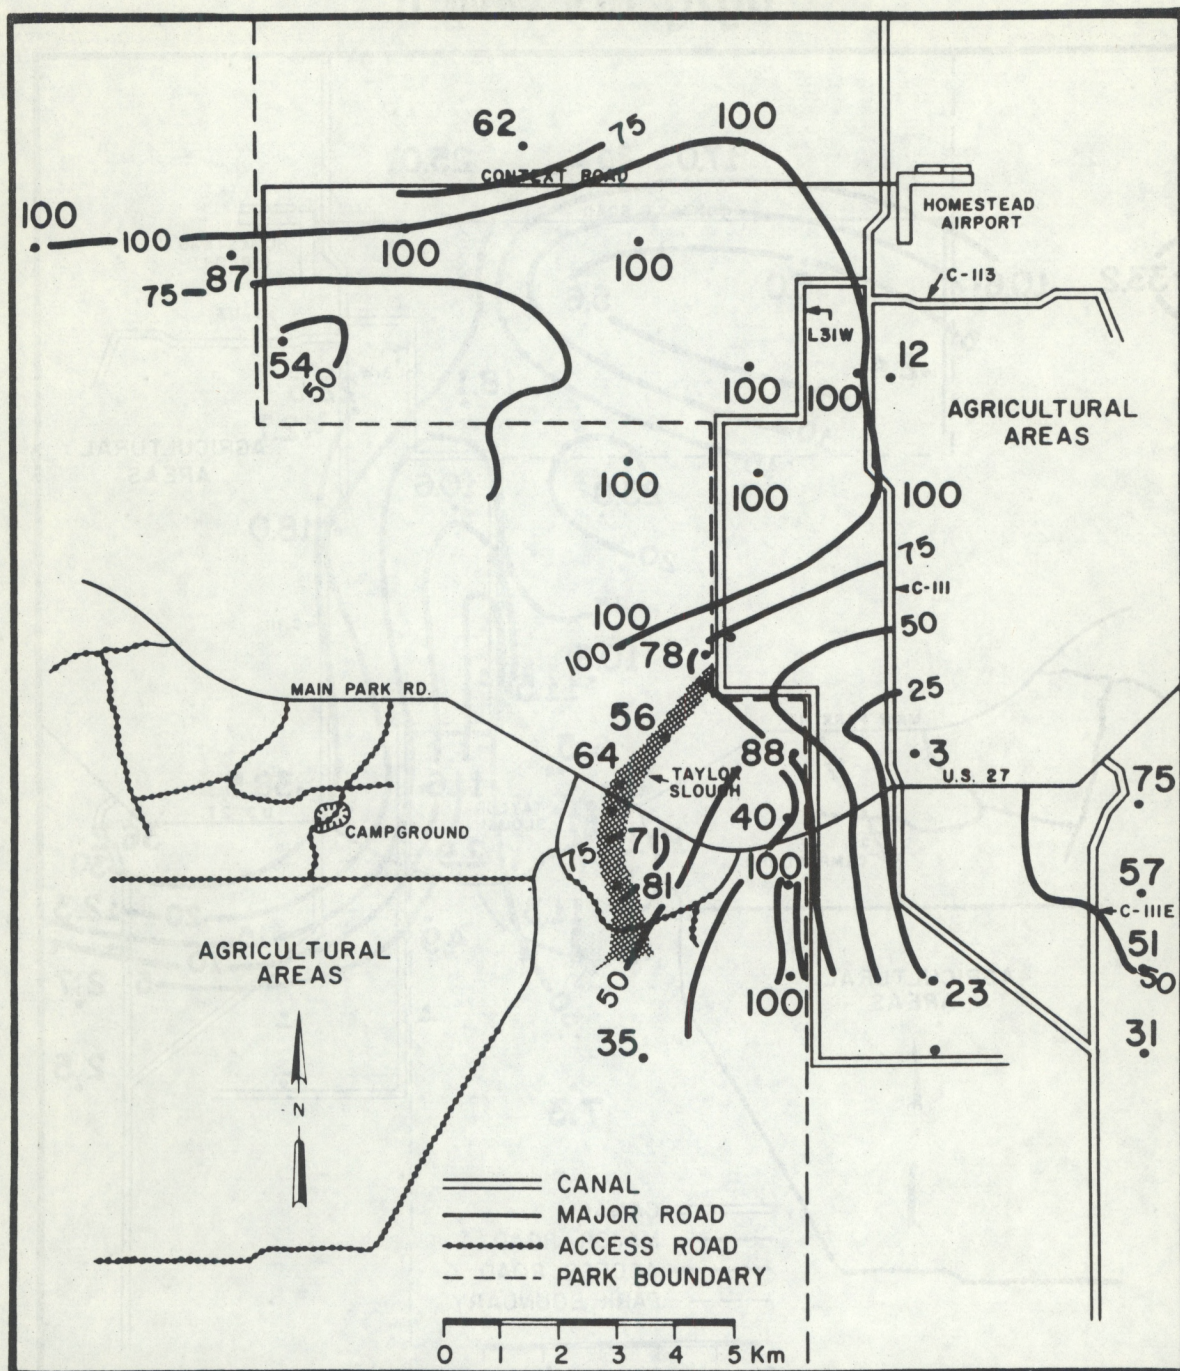 62
75
100
CONTEXT ROAD
HOMESTEAD
AIRPORT
100
100
100
100
87
75
C-113
L31W
54
50
12
100
100
AGRICULTURAL
AREAS
100
100
100
75
C-111
100
100
50
78
25
MAIN PARK RD.
56
88
3
64
TAYLOR
SLOUGH
U.S. 27
75
40
CAMPGROUND
71
75
100
81
57
C-111E
51
50
AGRICULTURAL
AREAS
50
100
23
35
31
N
CANAL
MAJOR ROAD
ACCESS ROAD
PARK BOUNDARY
0 1 2 3 4 5 Km